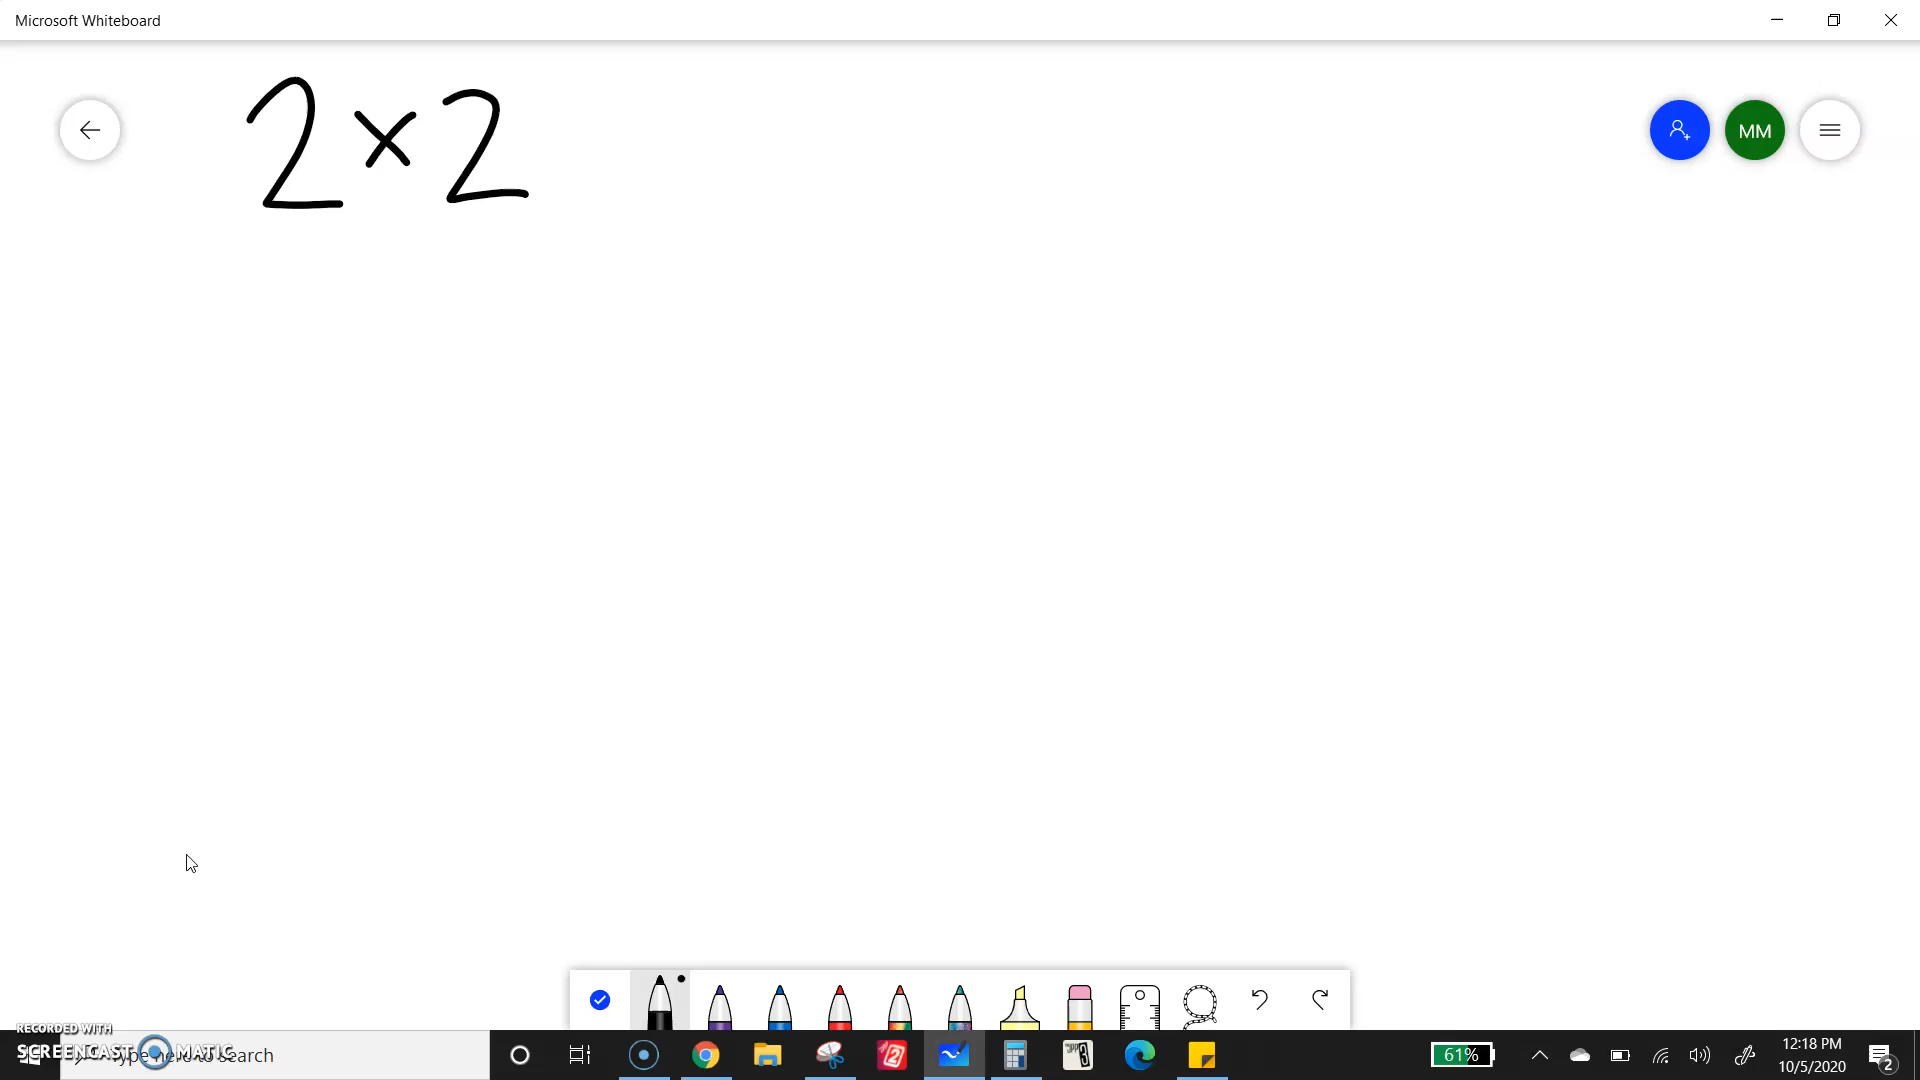 Microsoft Whiteboard
2×2
MM
RECORDED WITH
SCREENCAST MATIC
Type here to search
61%
12:18 PM
10/5/2020
2